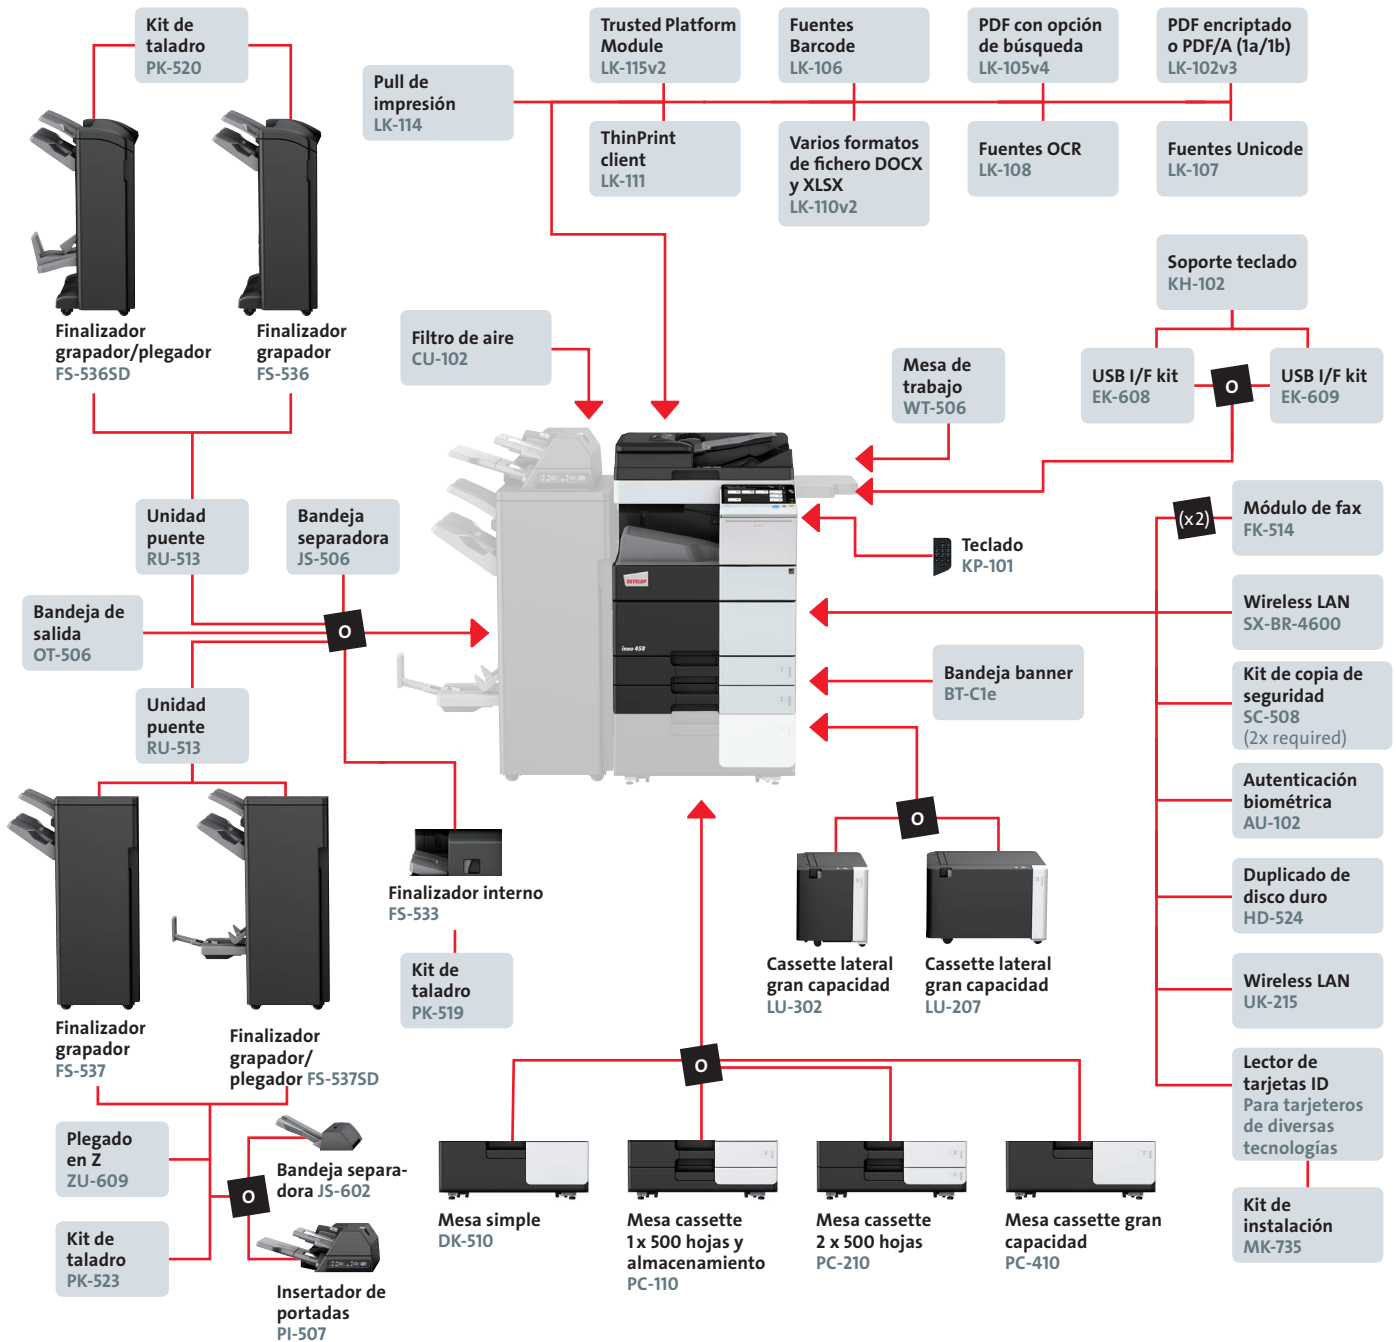 Kit de
taladro
PK-520
Trusted Platform
Module
LK-115v2
Fuentes
Barcode
LK-106
PDF con opción
de búsqueda
LK-105v4
PDF encriptado
o PDF/A (1a/1b)
LK-102v3
Pull de
impresión
LK-114
ThinPrint
client
LK-111
Varios formatos
de fichero DOCX
y XLSX
LK-110v2
Fuentes OCR
LK-108
Fuentes Unicode
LK-107
Soporte teclado
KH-102
Finalizador
grapador/plegador
FS-536SD
Finalizador
grapador
FS-536
Filtro de aire
CU-102
Mesa de
trabajo
WT-506
USB I/F kit
EK-608
O
USB I/F kit
EK-609
Unidad
puente
RU-513
Bandeja
separadora
JS-506
(x2)
Módulo de fax
FK-514
Teclado
KP-101
DEVELOP
ineo 458
Bandeja de
salida
OT-506
O
Wireless LAN
SX-BR-4600
Bandeja banner
BT-C1e
Kit de copia de
seguridad
SC-508
(2x required)
Unidad
puente
RU-513
Autenticación
biométrica
AU-102
O
Finalizador interno
FS-533
Duplicado de
disco duro
HD-524
Cassette lateral
gran capacidad
LU-302
Cassette lateral
gran capacidad
LU-207
Kit de
taladro
PK-519
Wireless LAN
UK-215
Finalizador
grapador
FS-537
Finalizador
grapador/
plegador FS-537SD
O
Lector de
tarjetas ID
Para tarjeteros
de diversas
tecnologías
Plegado
en Z
ZU-609
Bandeja separa-
dora JS-602
O
Kit de
taladro
PK-523
Insertador de
portadas
PI-507
Mesa simple
DK-510
Mesa cassette
1 x 500 hojas y
almacenamiento
PC-110
Mesa cassette
2 x 500 hojas
PC-210
Mesa cassette gran
capacidad
PC-410
Kit de
instalación
MK-735